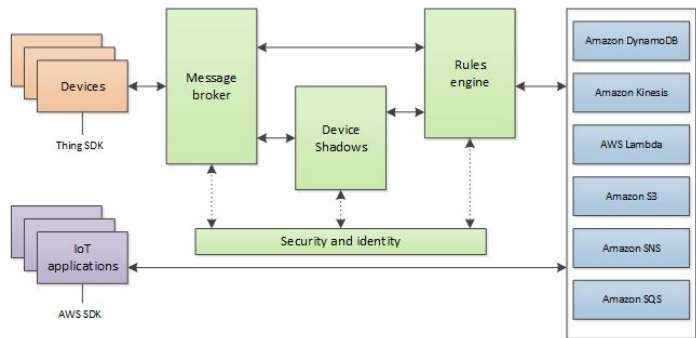 Devices
Thing SDK
Message
broker
Device
Shadows
Rules
engine
Security and identity
IoT
applications
AWS SDK
Amazon DynamoDB
Amazon Kinesis
AWS Lambda
Amazon S3
Amazon SNS
Amazon SQS